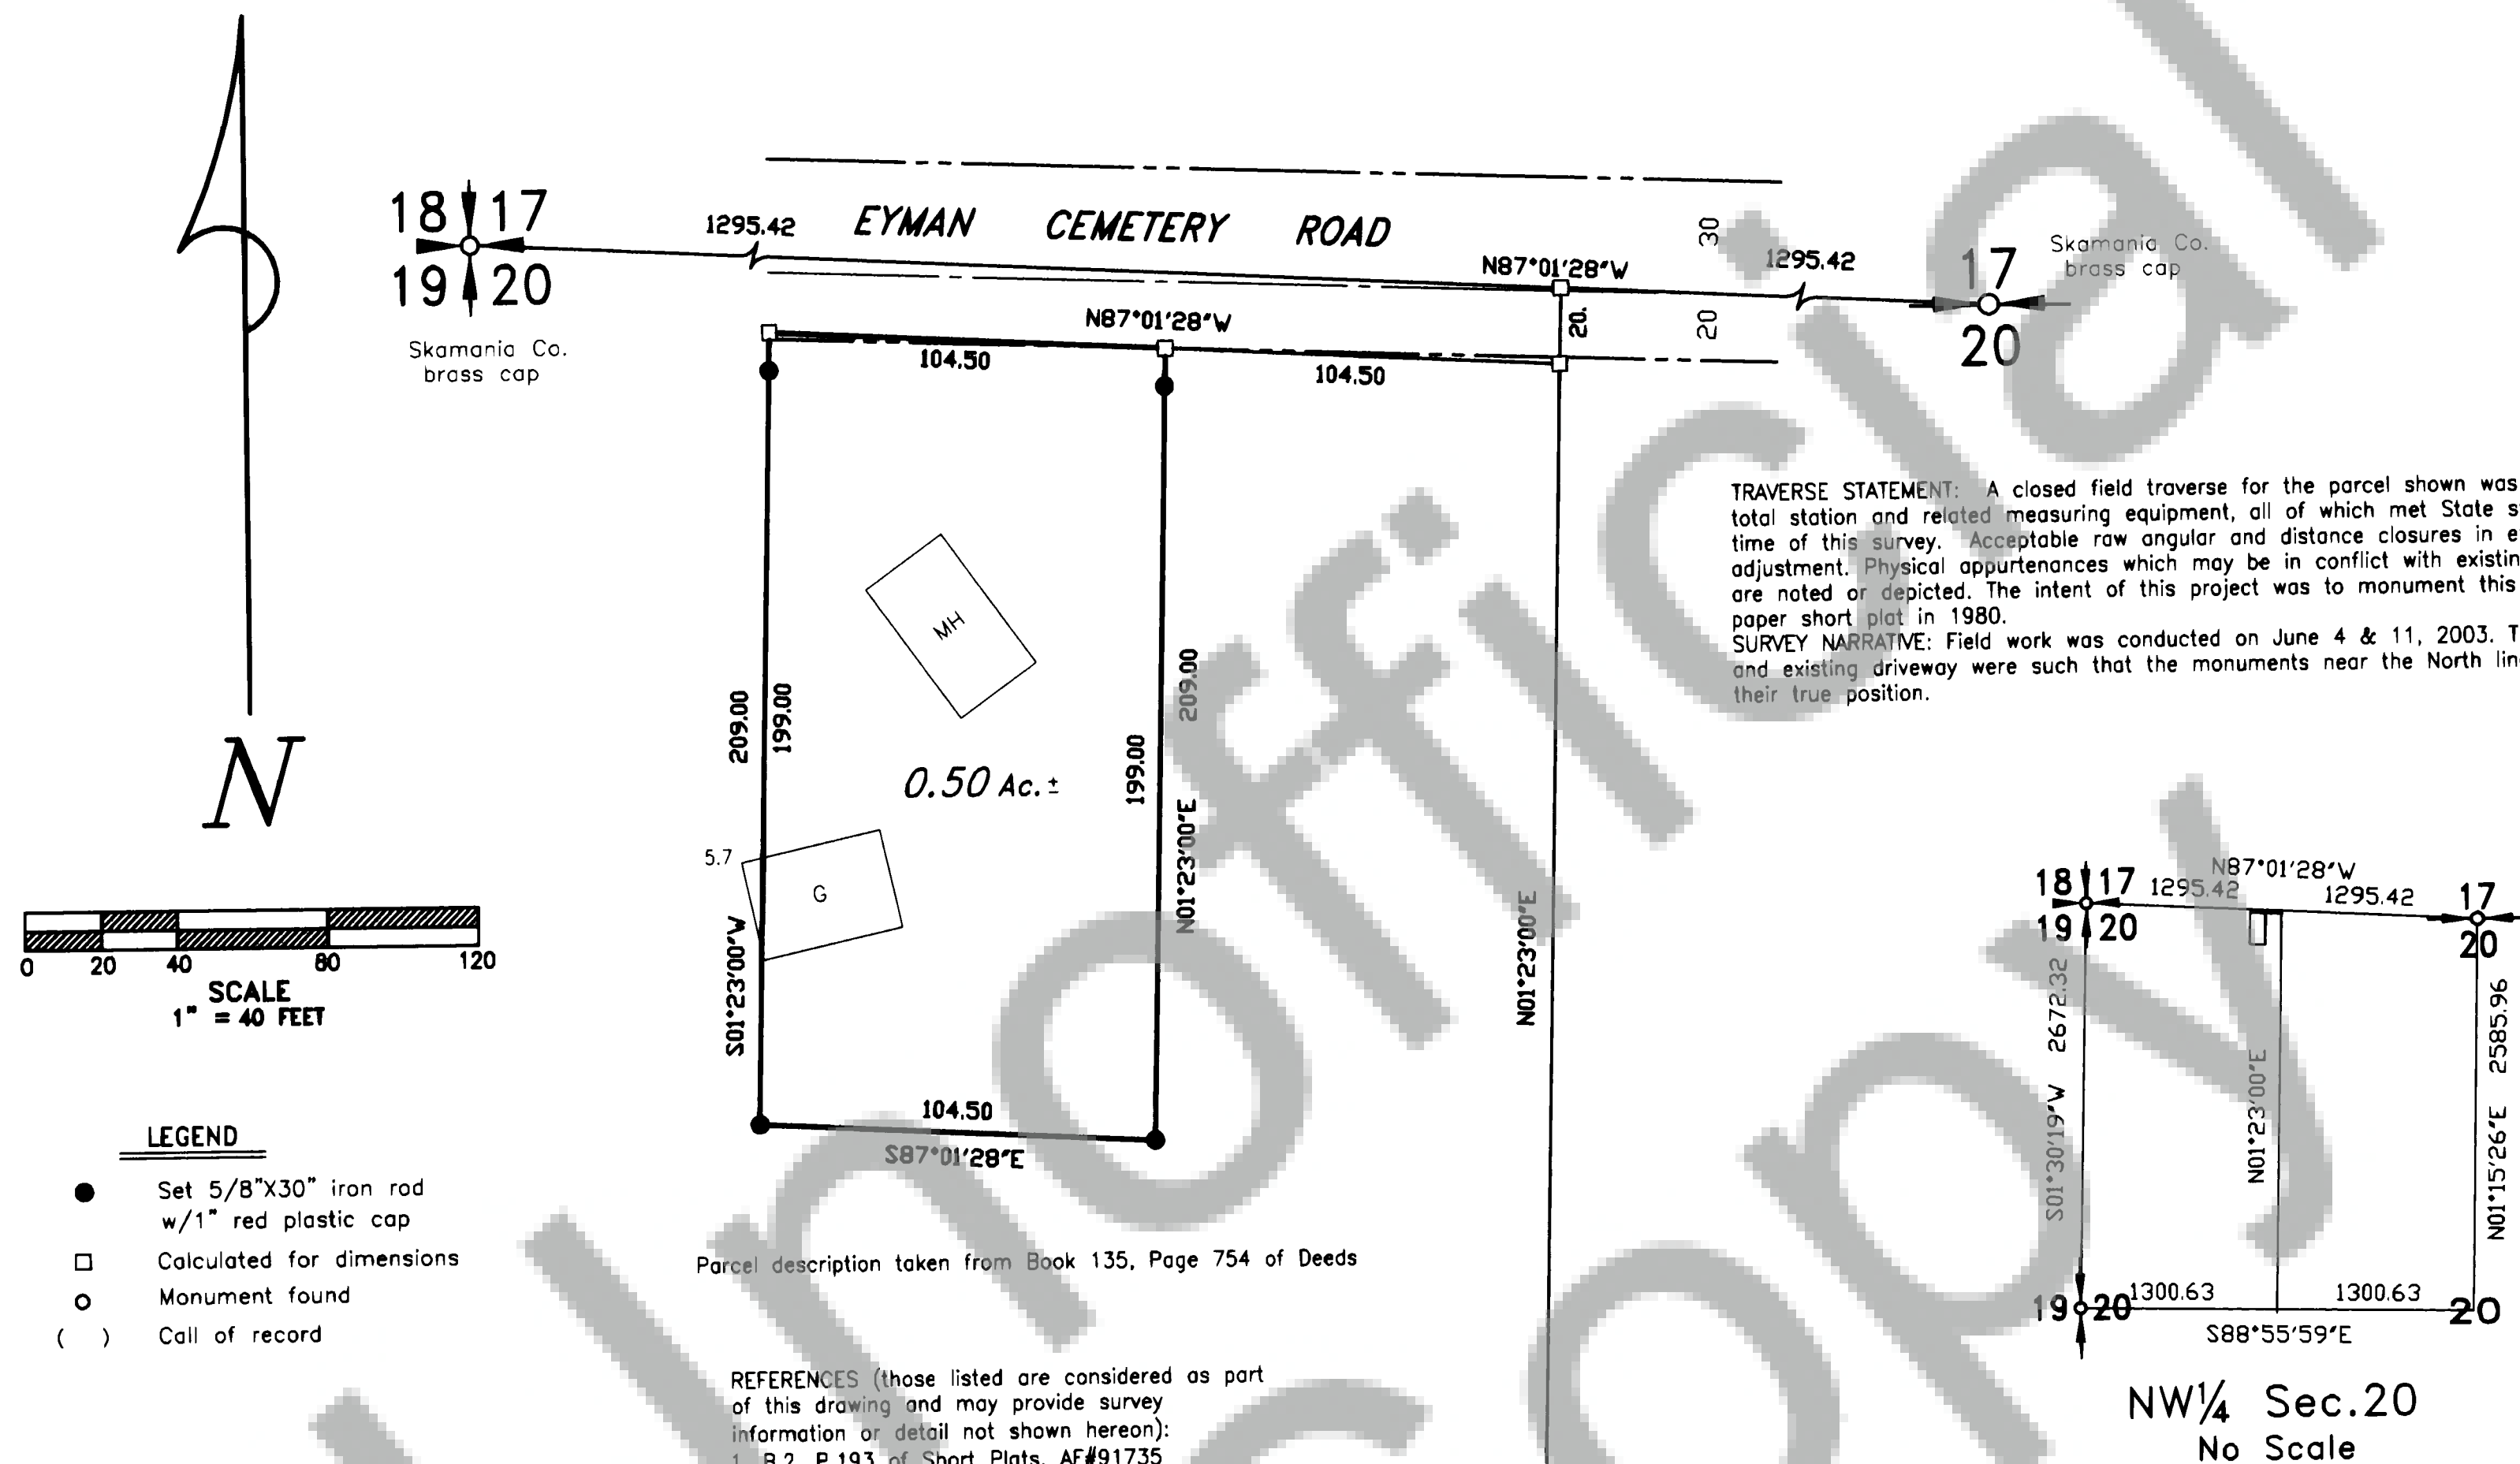 18 17
19 20
Skamania Co.
brass cap
1295.42
EYMAN CEMETERY ROAD
N87°01'28"W
30
1295.42
17
20
Skamania Co.
brass cap
N87°01'28"W
104.50
104.50
20.
20
TRAVERSE STATEMENT: A closed field traverse for the parcel shown was
total station and related measuring equipment, all of which met State s
time of this survey. Acceptable raw angular and distance closures in e
adjustment. Physical appurtenances which may be in conflict with existin
are noted or depicted. The intent of this project was to monument this
paper short plat in 1980.
SURVEY NARRATIVE: Field work was conducted on June 4 & 11, 2003. T
and existing driveway were such that the monuments near the North lin
their true position.
MH
209.00
199.00
0.50 Ac.±
199.00
209.00
N01°23'00"E
5.7
G
S01°23'00"W
N01°23'00"E
104.50
S87°01'28"E
N
0 20 40 80 120
SCALE
1" = 40 FEET
LEGEND
Set 5/8"X30" iron rod
w/1" red plastic cap
Calculated for dimensions
Monument found
( ) Call of record
Parcel description taken from Book 135, Page 754 of Deeds
REFERENCES (those listed are considered as part
of this drawing and may provide survey
information or detail not shown hereon):
1. B.2, P.193 of Short Plats, AF#91735
N87°01'28"W
18 17
1295.42
1295.42
17
19 20
20
S01°30'19"W 2672.32
N01°23'00"E
N01°15'26"E 2585.96
19 20
1300.63
1300.63
20
S88°55'59"E
NW¼ Sec.20
No Scale
Unofficial
Copy